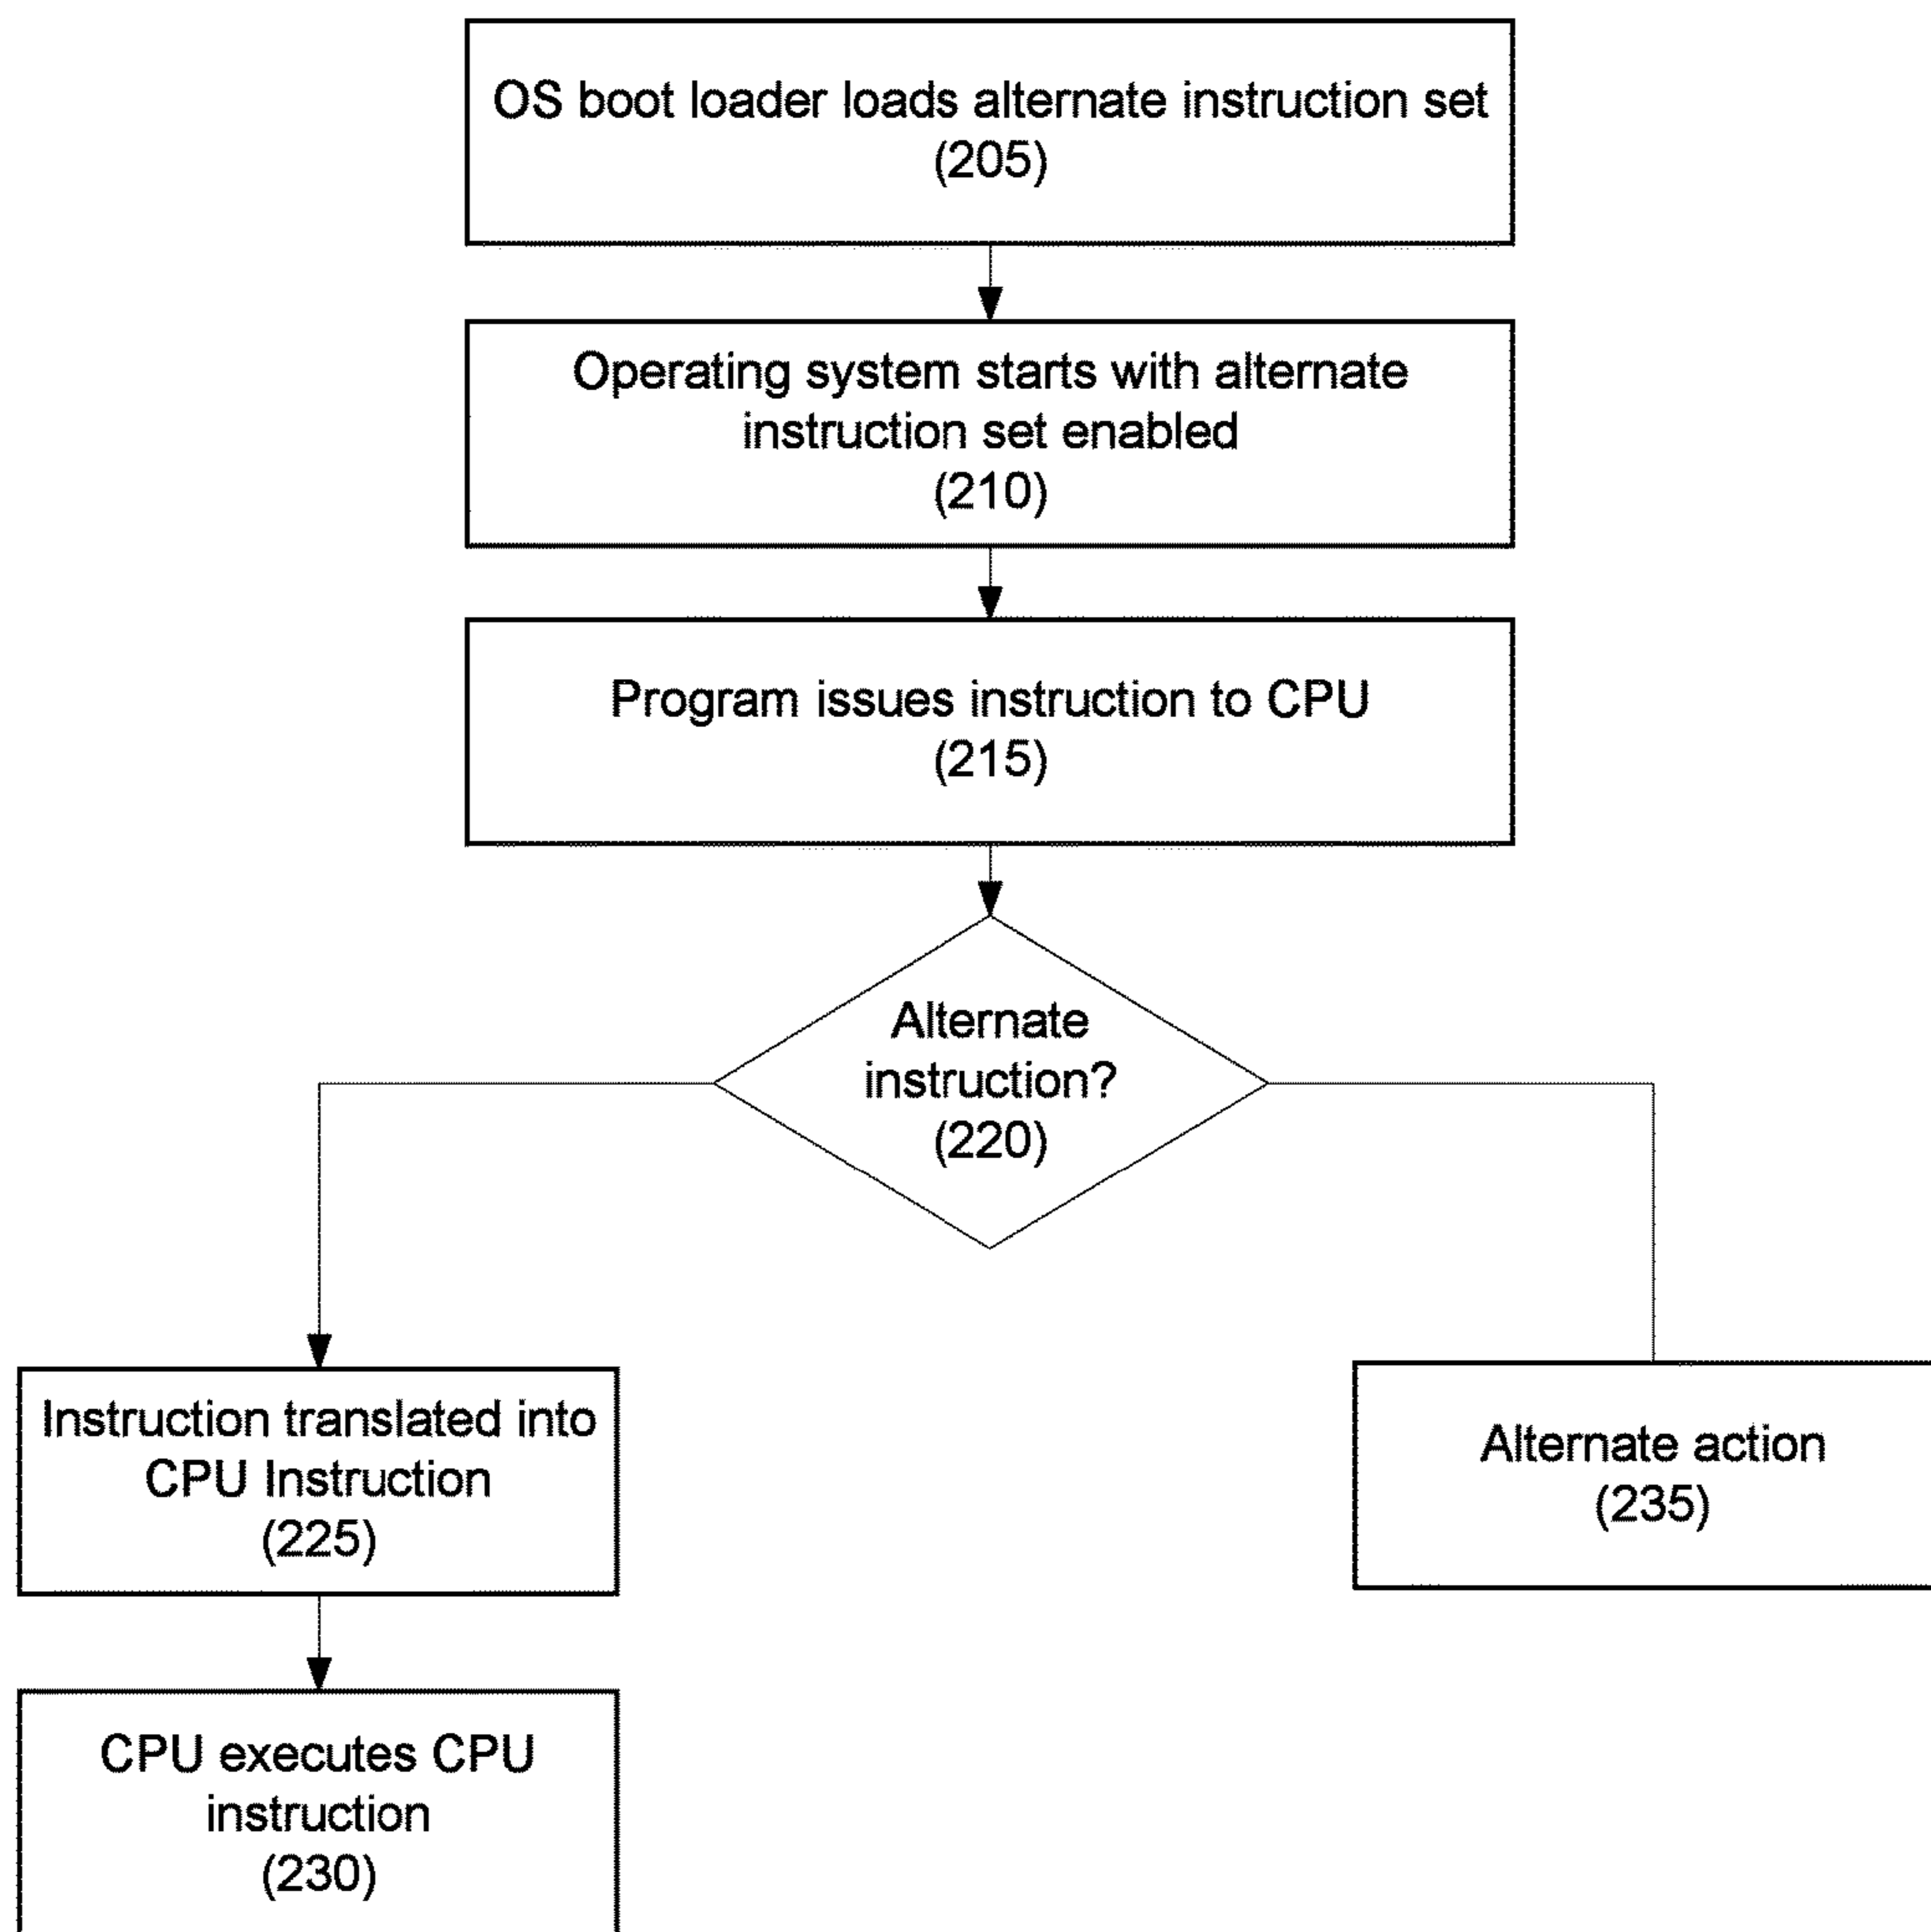 OS boot loader loads alternate instruction set
(205)
Operating system starts with alternate
instruction set enabled
(210)
Program issues instruction to CPU
(215)
Alternate
instruction?
(220)
Instruction translated into
CPU Instruction
(225)
Alternate action
(235)
CPU executes CPU
instruction
(230)